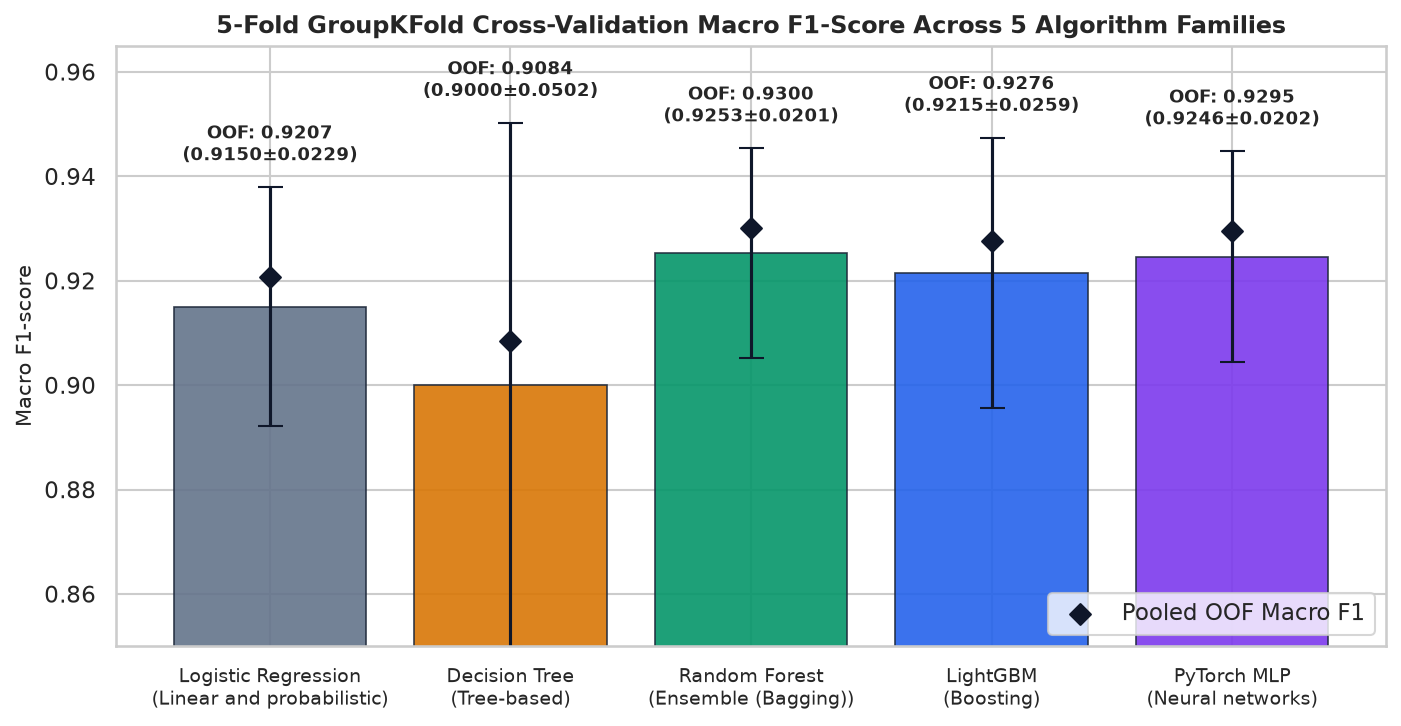 5-Fold GroupKFold Cross-Validation Macro F1-Score Across 5 Algorithm Families
Macro F1-score
0.96
0.94
0.92
0.90
0.88
0.86
OOF: 0.9207
(0.9150±0.0229)
OOF: 0.9084
(0.9000±0.0502)
OOF: 0.9300
(0.9253±0.0201)
OOF: 0.9276
(0.9215±0.0259)
OOF: 0.9295
(0.9246±0.0202)
Pooled OOF Macro F1
Logistic Regression
(Linear and probabilistic)
Decision Tree
(Tree-based)
Random Forest
(Ensemble (Bagging))
LightGBM
(Boosting)
PyTorch MLP
(Neural networks)